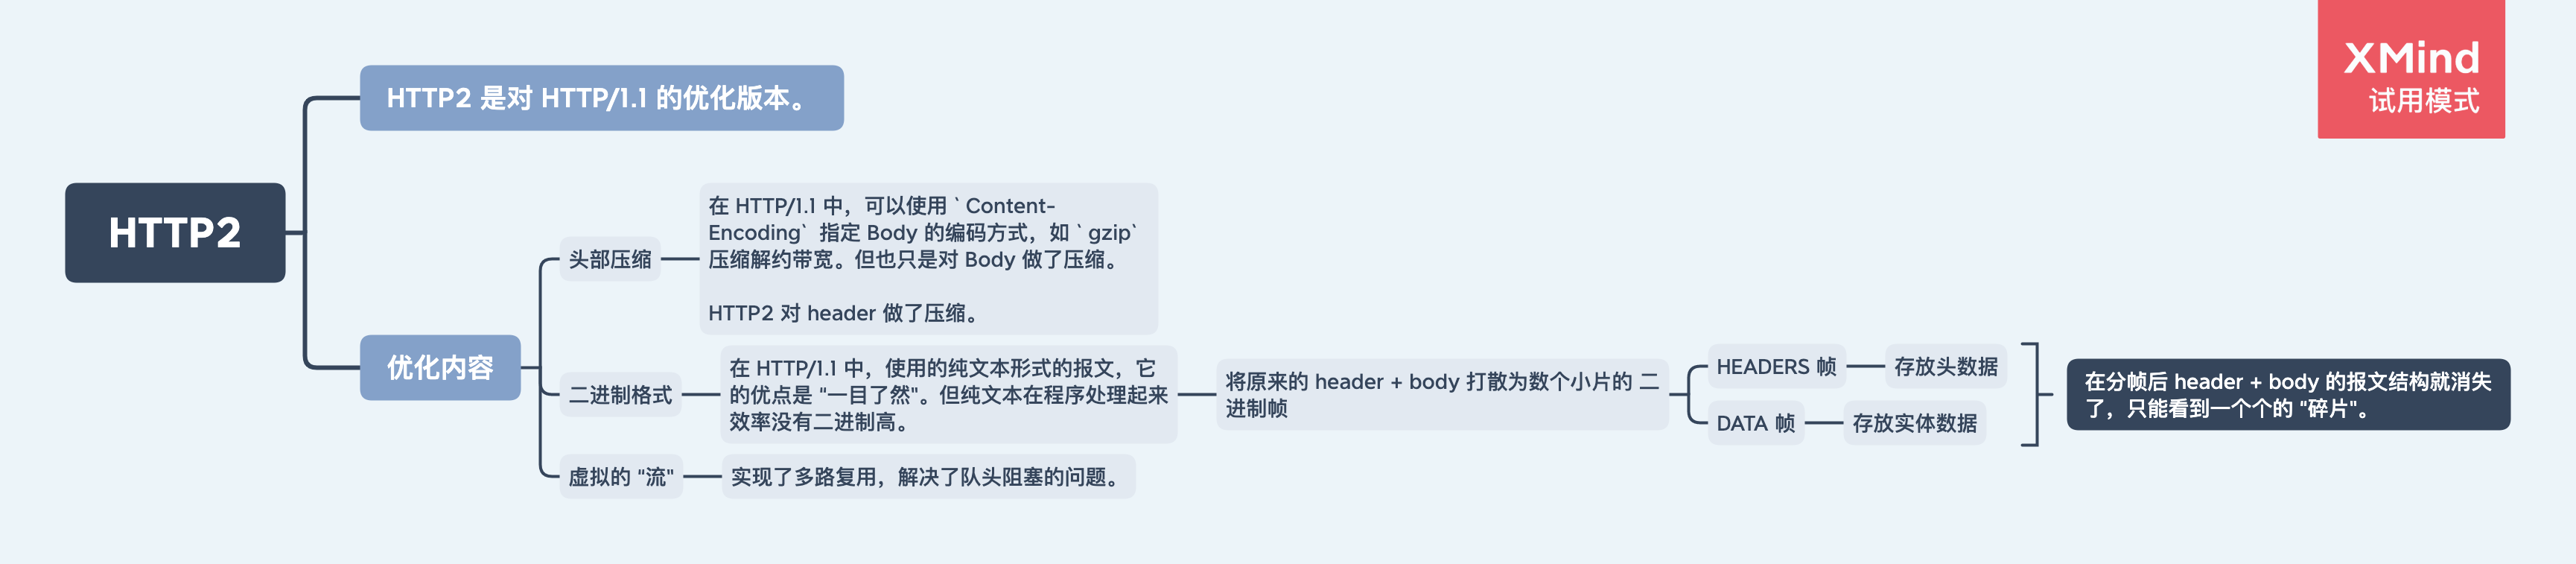 XMind
试用模式
HTTP2
HTTP2 是对 HTTP/1.1 的优化版本。
优化内容
头部压缩
在 HTTP/1.1 中，可以使用 `Content-
Encoding` 指定 Body 的编码方式，如 `gzip`
压缩解约带宽。但也只是对 Body 做了压缩。
HTTP2 对 header 做了压缩。
二进制格式
在 HTTP/1.1 中，使用的纯文本形式的报文，它
的优点是 “一目了然”。但纯文本在程序处理起来
效率没有二进制高。
将原来的 header + body 打散为数个小片的 二
进制帧
HEADERS 帧
存放头数据
DATA 帧
存放实体数据
在分帧后 header + body 的报文结构就消失
了，只能看到一个个的 “碎片”。
虚拟的 "流"
实现了多路复用，解决了队头阻塞的问题。